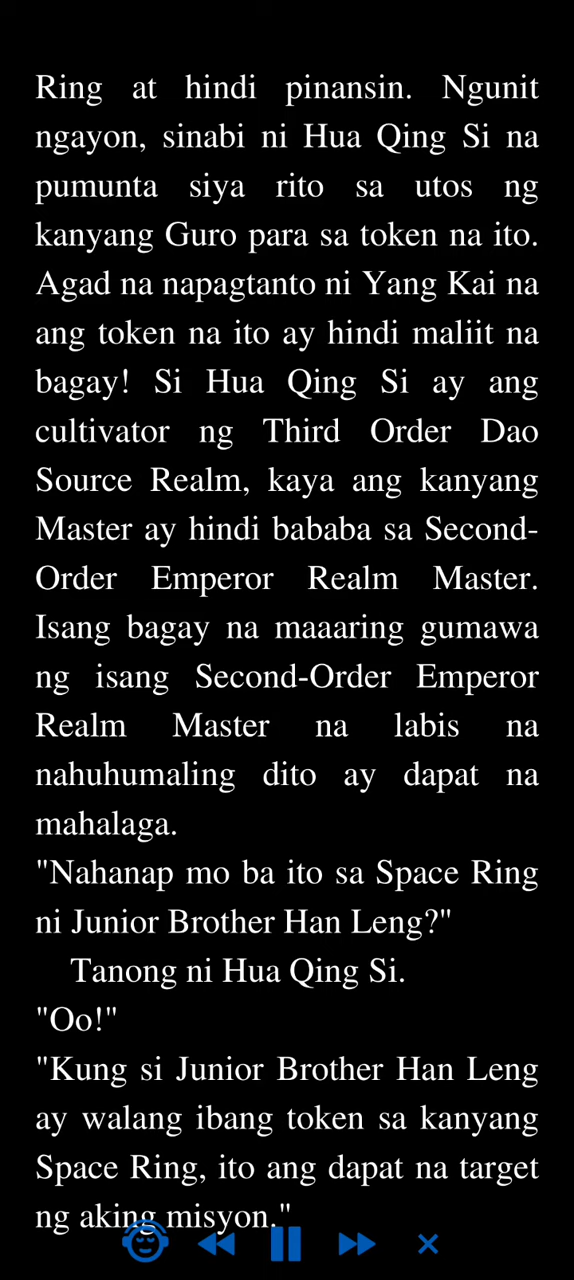 Ring at hindi pinansin. Ngunit
ngayon, sinabi ni Hua Qing Si na
pumunta siya rito sa utos ng
kanyang Guro para sa token na ito.
Agad na napagtanto ni Yang Kai na
ang token na ito ay hindi maliit na
bagay! Si Hua Qing Si ay ang
cultivator ng Third Order Dao
Source Realm, kaya ang kanyang
Master ay hindi bababa sa Second-
Order Emperor Realm Master.
Isang bagay na maaaring gumawa
ng isang Second-Order Emperor
Realm Master na labis na
nahuhumaling dito ay dapat na
mahalaga.
"Nahanap mo ba ito sa Space Ring
ni Junior Brother Han Leng?"
Tanong ni Hua Qing Si.
"Oo!"
"Kung si Junior Brother Han Leng
ay walang ibang token sa kanyang
Space Ring, ito ang dapat na target
ng aking misyon."